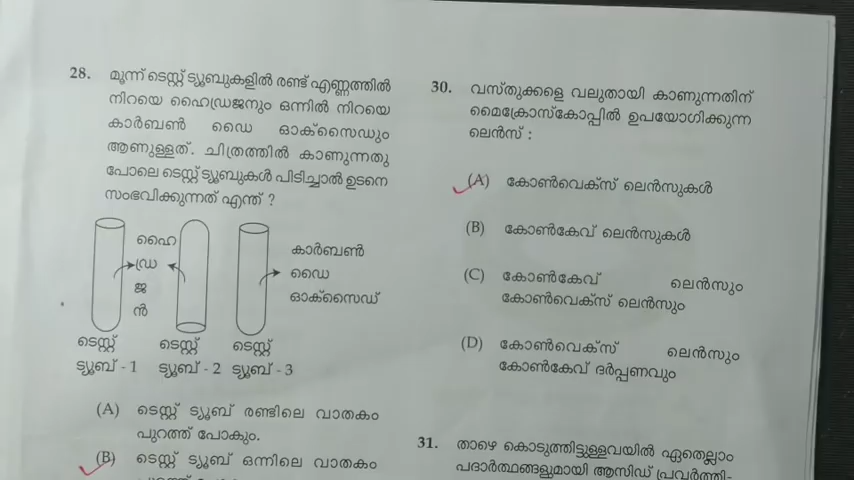 28. മൂന്ന് ടെസ്റ്റ് ട്യൂബുകളിൽ രണ്ട് എണ്ണത്തിൽ
നിറയെ ഹൈഡ്രജനും ഒന്നിൽ നിറയെ
കാർബൺ ഡൈ ഓക്സൈഡും
ആണുള്ളത്. ചിത്രത്തിൽ കാണുന്നതു
പോലെ ടെസ്റ്റ് ട്യൂബുകൾ പിടിച്ചാൽ ഉടനെ
സംഭവിക്കുന്നത് എന്ത് ?
ഹൈ
ഡ്ര
ജ
ൻ
കാർബൺ
ഡൈ
ഓക്സൈഡ്
ടെസ്റ്റ് ടെസ്റ്റ് ടെസ്റ്റ്
ട്യൂബ് - 1 ട്യൂബ് - 2 ട്യൂബ് - 3
(A) ടെസ്റ്റ് ട്യൂബ് രണ്ടിലെ വാതകം
പുറത്ത് പോകും.
(B) ടെസ്റ്റ് ട്യൂബ് ഒന്നിലെ വാതകം
30. വസ്തുക്കളെ വലുതായി കാണുന്നതിന്
മൈക്രോസ്കോപ്പിൽ ഉപയോഗിക്കുന്ന
ലെൻസ് :
(A) കോൺവെക്സ് ലെൻസുകൾ
(B) കോൺകേവ് ലെൻസുകൾ
(C) കോൺകേവ് ലെൻസും
കോൺവെക്സ് ലെൻസും
(D) കോൺവെക്സ് ലെൻസും
കോൺകേവ് ദർപ്പണവും
31. താഴെ കൊടുത്തിട്ടുള്ളവയിൽ ഏതെല്ലാം
പദാർത്ഥങ്ങളുമായി ആസിഡ് പ്രവർത്തി-